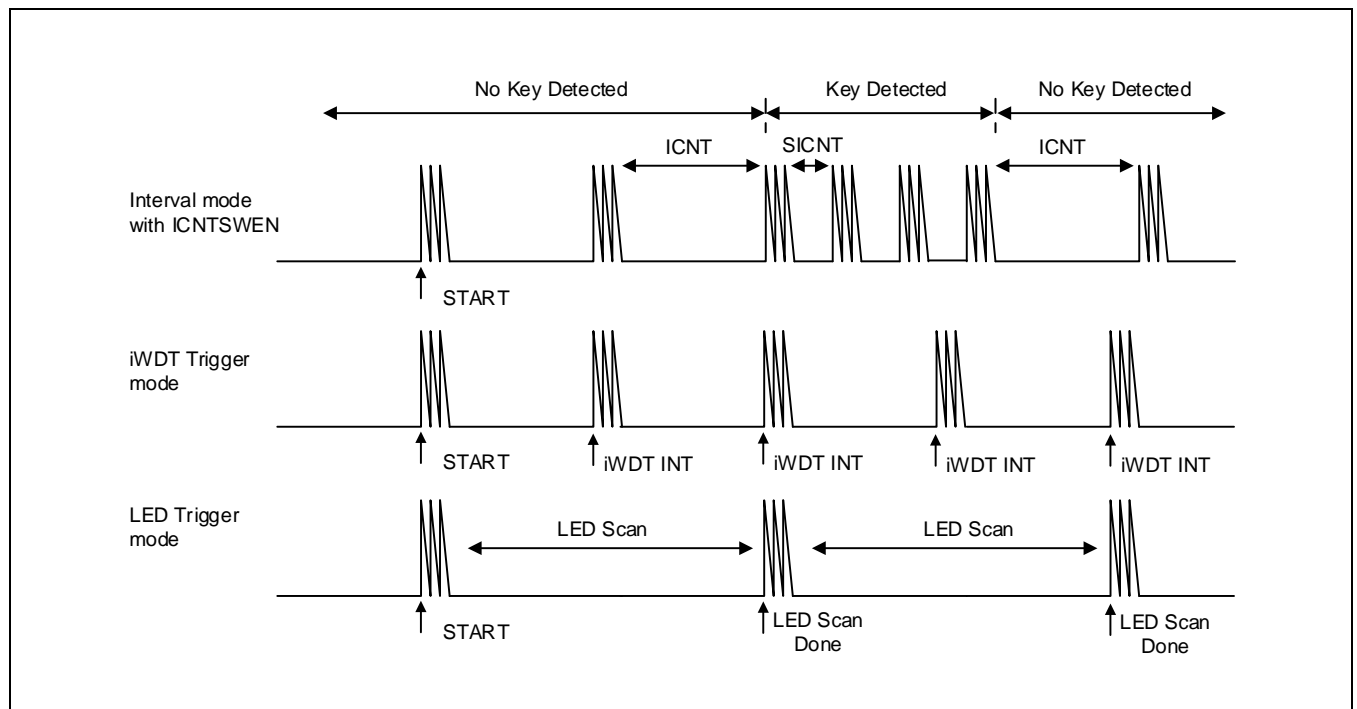 No Key Detected
Key Detected
No Key Detected
ICNT
SICNT
ICNT
Interval mode
with ICNTSWEN
START
iWDT Trigger
mode
START
iWDT INT
iWDT INT
iWDT INT
iWDT INT
LED Trigger
mode
LED Scan
LED Scan
START
LED Scan
Done
LED Scan
Done